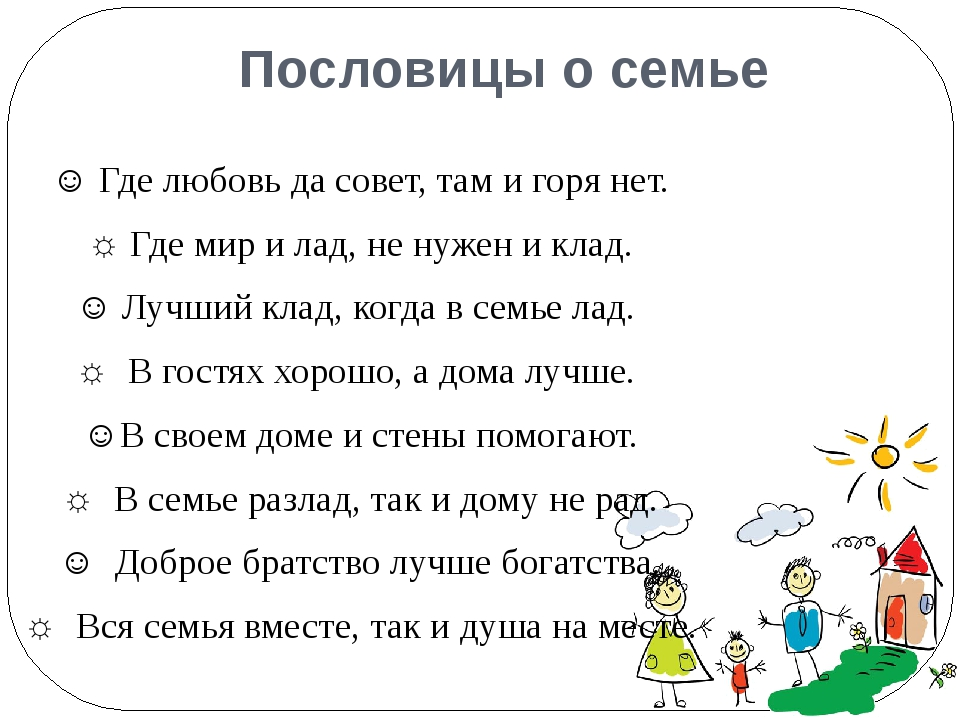 Пословицы о семье
☺ Где любовь да совет, там и горя нет.
☼ Где мир и лад, не нужен и клад.
☺ Лучший клад, когда в семье лад.
☼ В гостях хорошо, а дома лучше.
☺В своем доме и стены помогают.
☼ В семье разлад, так и дому не рад.
☺ Доброе братство лучше богатства.
☼ Вся семья вместе, так и душа на месте.